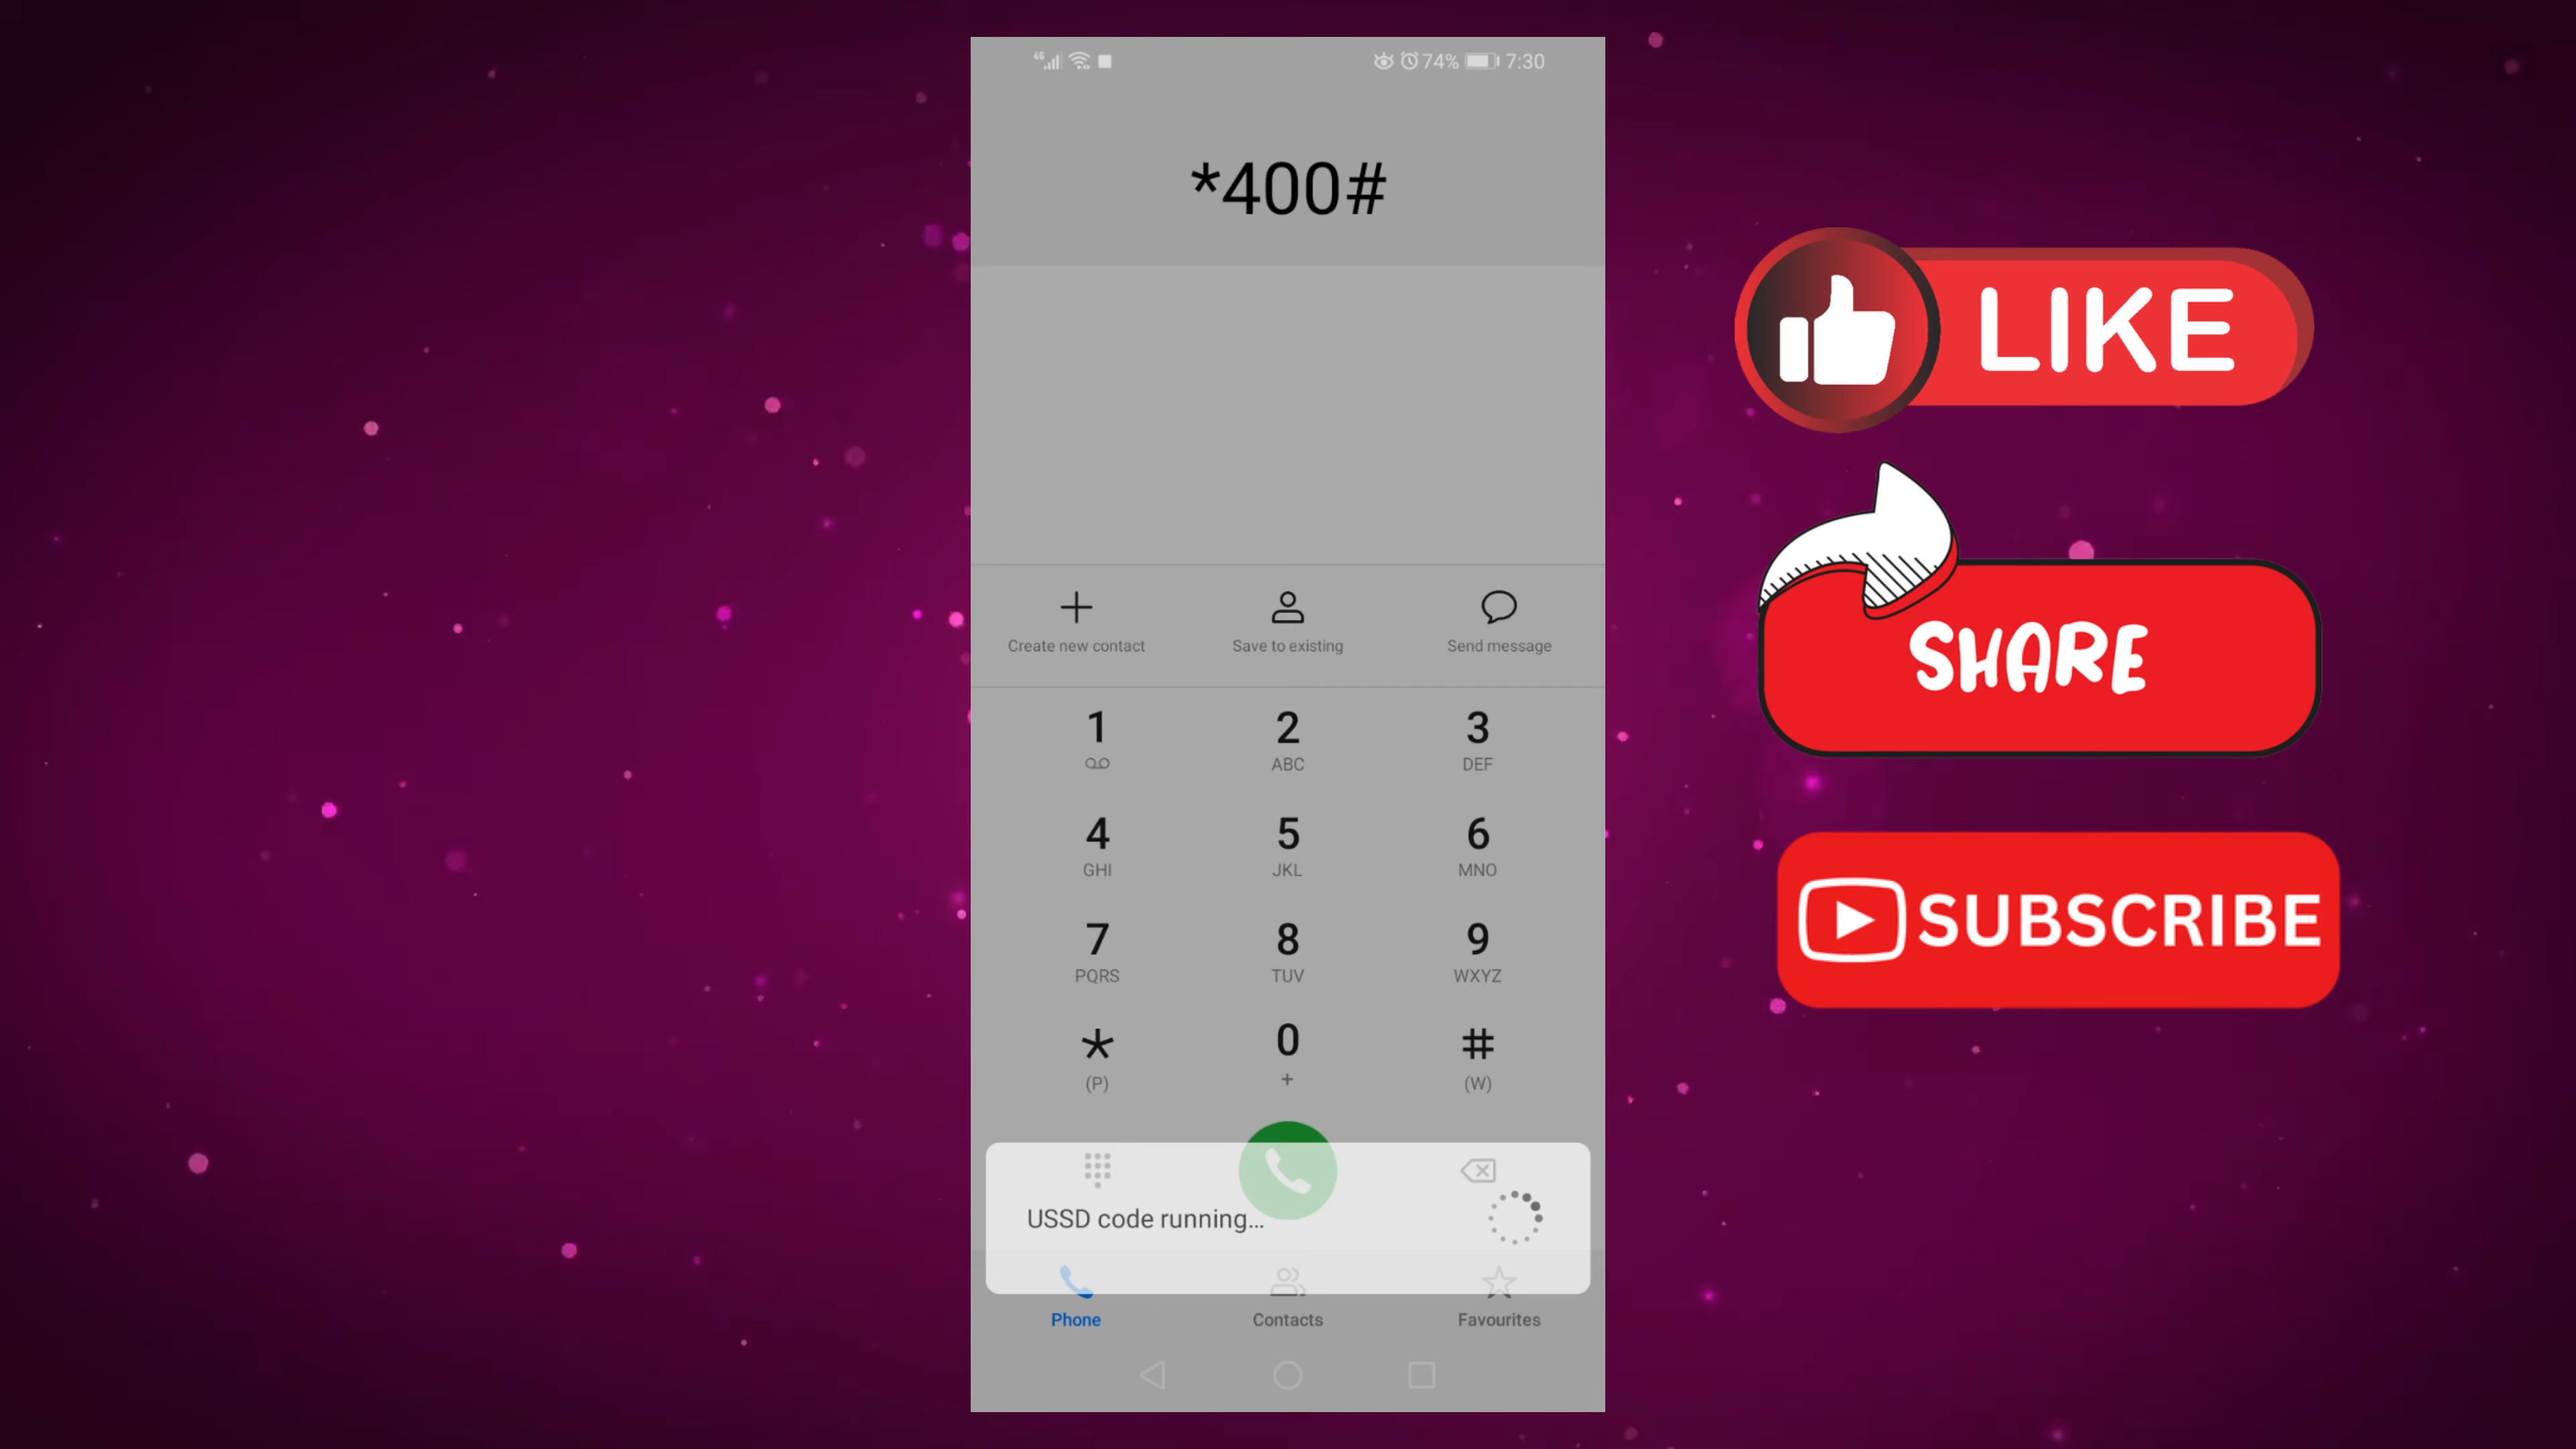 4G 74% 7:30
*400#
Create new contact Save to existing Send message
1 2 3
ABC DEF
4 5 6
GHI JKL MNO
7 8 9
PQRS TUV WXYZ
* 0 #
(P) + (W)
USSD code running...
Phone Contacts Favourites
LIKE
SHARE
SUBSCRIBE